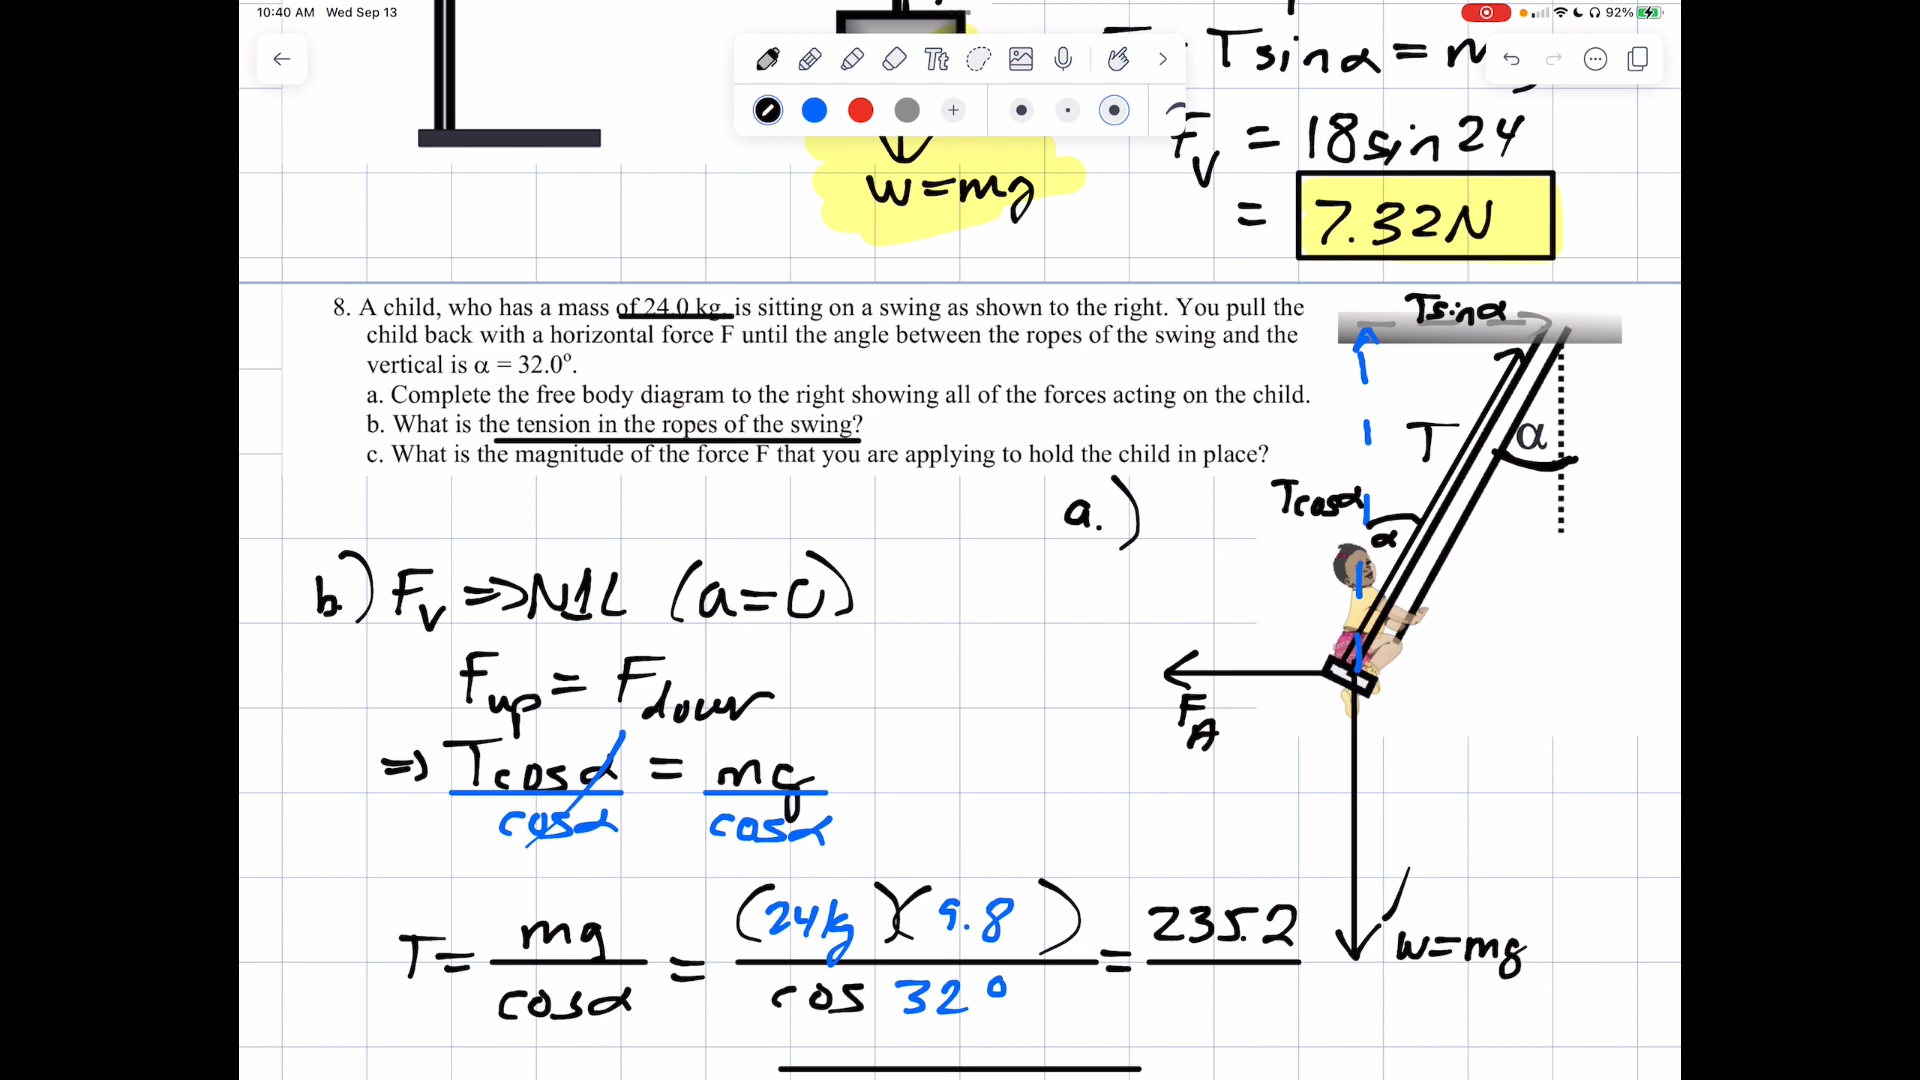 10:40 AM Wed Sep 13
92%
Tt
Tsinα =
F_V = 18sin24
= 7.32N
w=mg
8. A child, who has a mass of 24.0 kg, is sitting on a swing as shown to the right. You pull the
child back with a horizontal force F until the angle between the ropes of the swing and the
vertical is α = 32.0°.
a. Complete the free body diagram to the right showing all of the forces acting on the child.
b. What is the tension in the ropes of the swing?
c. What is the magnitude of the force F that you are applying to hold the child in place?
Tsinα
T
α
Tcosα
α
a.)
F_A
w=mg
b.) F_V => N1L (a=0)
F_up = F_down
=> Tcosα = mg
cosα cosα
T = mg/cosα = (24kg)(9.8)/cos 32° = 235.2